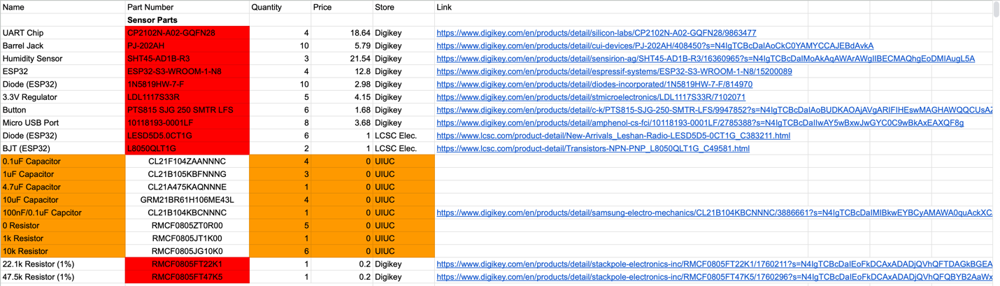 Name Part Number Quantity Price Store Link
Sensor Parts
UART Chip CP2102N-A02-GQFN28 4 18.64 Digikey https://www.digikey.com/en/products/detail/silicon-labs/CP2102N-A02-GQFN28/9863477
Barrel Jack PJ-202AH 10 5.79 Digikey https://www.digikey.com/en/products/detail/cui-devices/PJ-202AH/408450?s=N4IgTCBcDaIAoCkC0YAMYCCAJEBdAvkA
Humidity Sensor SHT45-AD1B-R3 3 21.54 Digikey https://www.digikey.com/en/products/detail/sensirion-ag/SHT45-AD1B-R3/16360965?s=N4IgTCBcDaIMoAkAqAWArAWgIIBECMAQhgEoDMIAugL5A
ESP32 ESP32-S3-WROOM-1-N8 4 12.8 Digikey https://www.digikey.com/en/products/detail/espressif-systems/ESP32-S3-WROOM-1-N8/15200089
Diode (ESP32) 1N5819HW-7-F 10 2.98 Digikey https://www.digikey.com/en/products/detail/diodes-incorporated/1N5819HW-7-F/814970
3.3V Regulator LDL1117S33R 5 4.15 Digikey https://www.digikey.com/en/products/detail/stmicroelectronics/LDL1117S33R/7102071
Button PTS815 SJG 250 SMTR LFS 6 1.68 Digikey https://www.digikey.com/en/products/detail/c-k/PTS815-SJG-250-SMTR-LFS/9947852?s=N4IgTCBcDaIAoBUDKAOAjAVgARIFIHEswMAGHAWQQCUsAZ
Micro USB Port 10118193-0001LF 8 3.68 Digikey https://www.digikey.com/en/products/detail/amphenol-cs-fci/10118193-0001LF/2785388?s=N4IgTCBcDaIIwAY5wBxwJwGYC0C9wBkAxEAXQF8g
Diode (ESP32) LESD5D5.0CT1G 6 1 LCSC Elec. https://www.lcsc.com/product-detail/New-Arrivals_Leshan-Radio-LESD5D5-0CT1G_C383211.html
BJT (ESP32) L8050QLT1G 2 1 LCSC Elec. https://www.lcsc.com/product-detail/Transistors-NPN-PNP_L8050QLT1G_C49581.html
0.1uF Capacitor CL21F104ZAANNNC 4 0 UIUC
1uF Capacitor CL21B105KBFNNNG 3 0 UIUC
4.7uF Capacitor CL21A475KAQNNNE 1 0 UIUC
10uF Capacitor GRM21BR61H106ME43L 4 0 UIUC
100nF/0.1uF Capcitor CL21B104KBCNNNC 1 0 UIUC https://www.digikey.com/en/products/detail/samsung-electro-mechanics/CL21B104KBCNNNC/3886661?s=N4IgTCBcDaIMIBkwEYBCyAMAWA0quAckXC
0 Resistor RMCF0805ZT0R00 5 0 UIUC
1k Resistor RMCF0805JT1K00 1 0 UIUC
10k Resistor RMCF0805JG10K0 6 0 UIUC
22.1k Resistor (1%) RMCF0805FT22K1 1 0.2 Digikey https://www.digikey.com/en/products/detail/stackpole-electronics-inc/RMCF0805FT22K1/1760211?s=N4IgTCBcDaIEoFkDCAxADADjQVhQFTDAGkBGEA
47.5k Resistor (1%) RMCF0805FT47K5 1 0.2 Digikey https://www.digikey.com/en/products/detail/stackpole-electronics-inc/RMCF0805FT47K5/1760296?s=N4IgTCBcDaIEoFkDCAxADADjQVhQFQBYB2AaWx